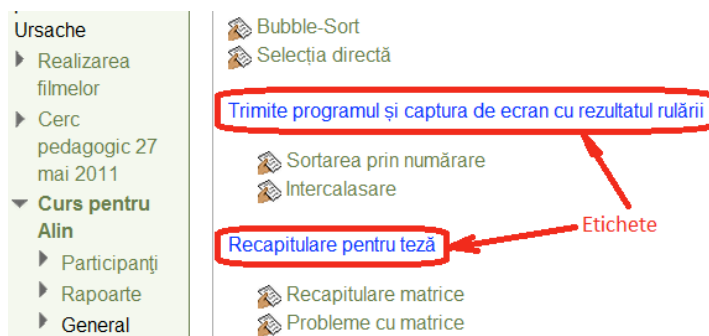 Ursache
Realizarea
filmelor
Cerc
pedagogic 27
mai 2011
Curs pentru
Alin
Participanți
Rapoarte
General
Bubble-Sort
Selecția directă
Trimite programul și captura de ecran cu rezultatul rulării
Sortarea prin numărare
Intercalasare
Etichete
Recapitulare pentru teză
Recapitulare matrice
Probleme cu matrice